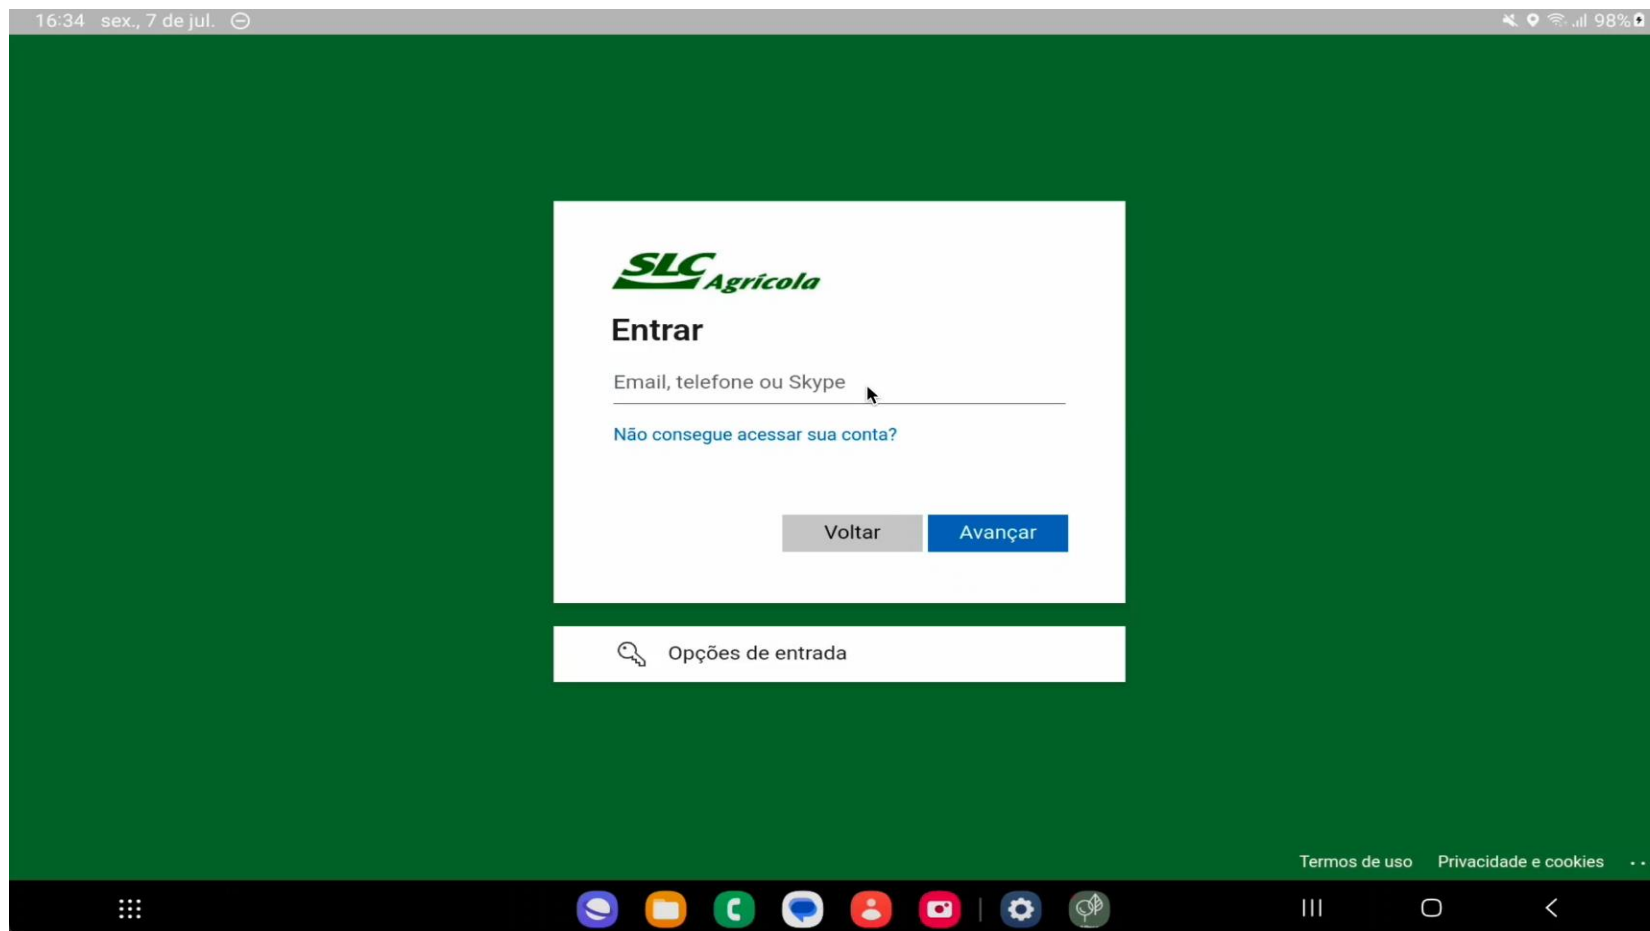 16:34 sex., 7 de jul.
98%
SLC Agrícola
Entrar
Email, telefone ou Skype
Não consegue acessar sua conta?
Voltar Avançar
Opções de entrada
Termos de uso Privacidade e cookies